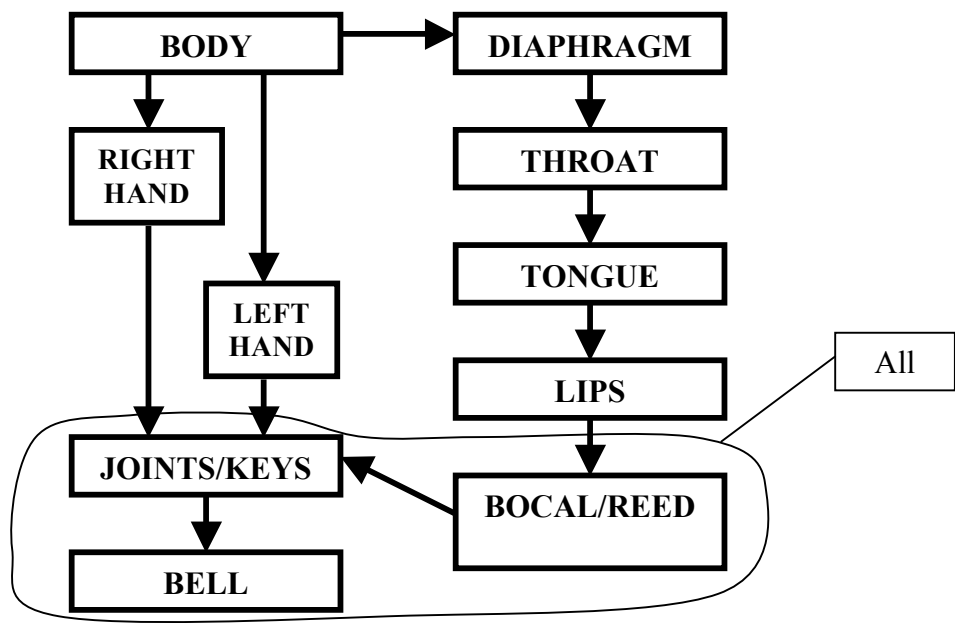 BODY
DIAPHRAGM
RIGHT
HAND
THROAT
TONGUE
LEFT
HAND
All
LIPS
JOINTS/KEYS
BOCAL/REED
BELL